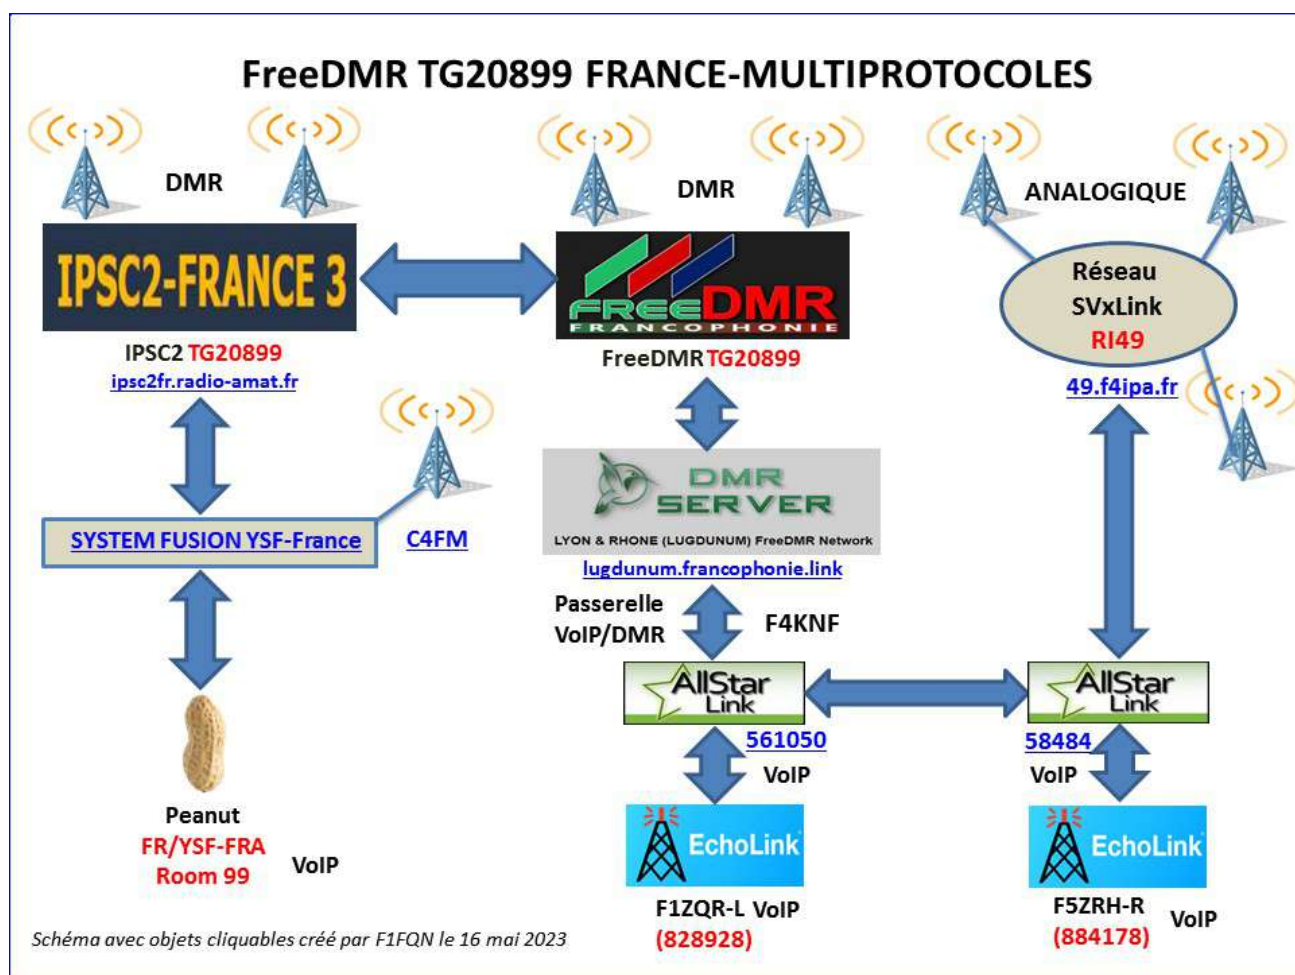 FreeDMR TG20899 FRANCE-MULTIPROTOCOLES
DMR
DMR
ANALOGIQUE
IPSC2-FRANCE 3
FREEDMR
FRANCOPHONIE
Réseau
SVxLink
RI49
IPSC2 TG20899
ipsc2fr.radio-amat.fr
FreeDMR TG20899
49.f4ipa.fr
DMR
SERVER
LYON & RHONE (LUGDUNUM) FreeDMR Network
lugdunum.francophonie.link
SYSTEM FUSION YSF-France
C4FM
Passerelle
VoIP/DMR
F4KNF
AllStar
Link
AllStar
Link
561050
58484
VoIP
VoIP
Peanut
FR/YSF-FRA
Room 99
VoIP
EchoLink
EchoLink
F1ZQR-L VoIP
(828928)
F5ZRH-R
(884178)
VoIP
Schéma avec objets cliquables créé par F1FQN le 16 mai 2023